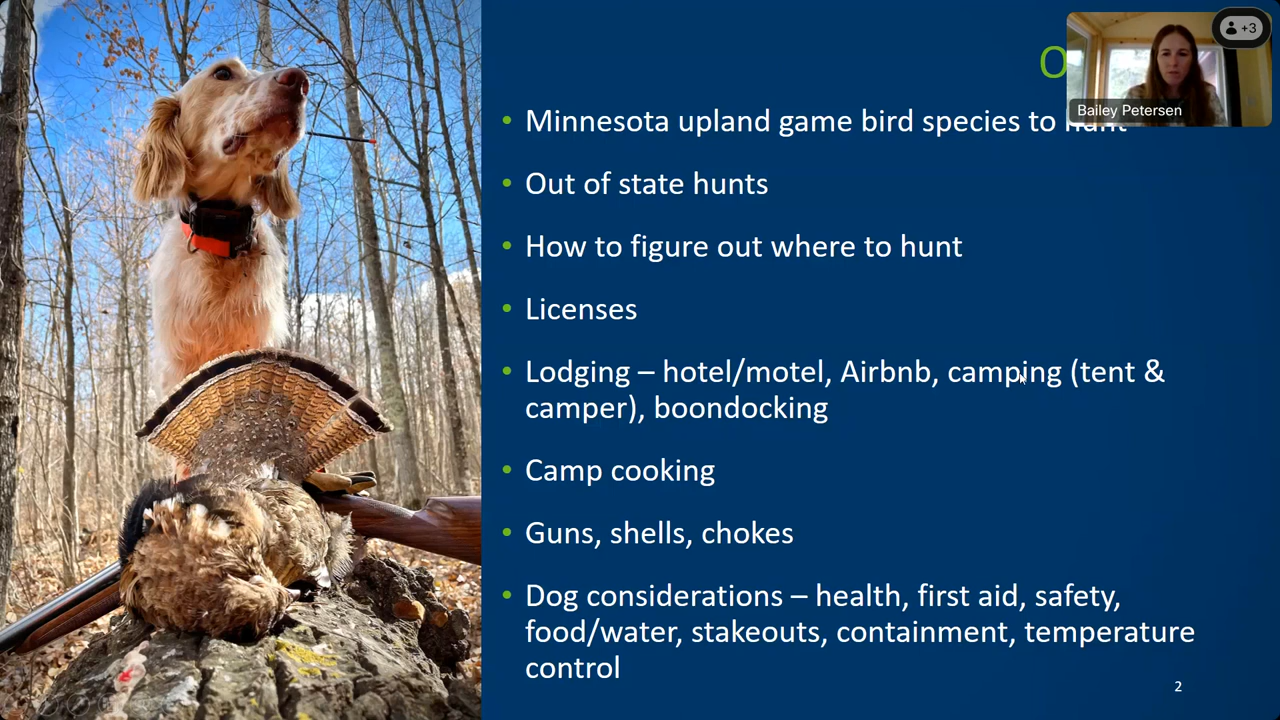 +3
Bailey Petersen
• Minnesota upland game bird species to hunt
• Out of state hunts
• How to figure out where to hunt
• Licenses
• Lodging – hotel/motel, Airbnb, camping (tent &
camper), boondocking
• Camp cooking
• Guns, shells, chokes
• Dog considerations – health, first aid, safety,
food/water, stakeouts, containment, temperature
control
2